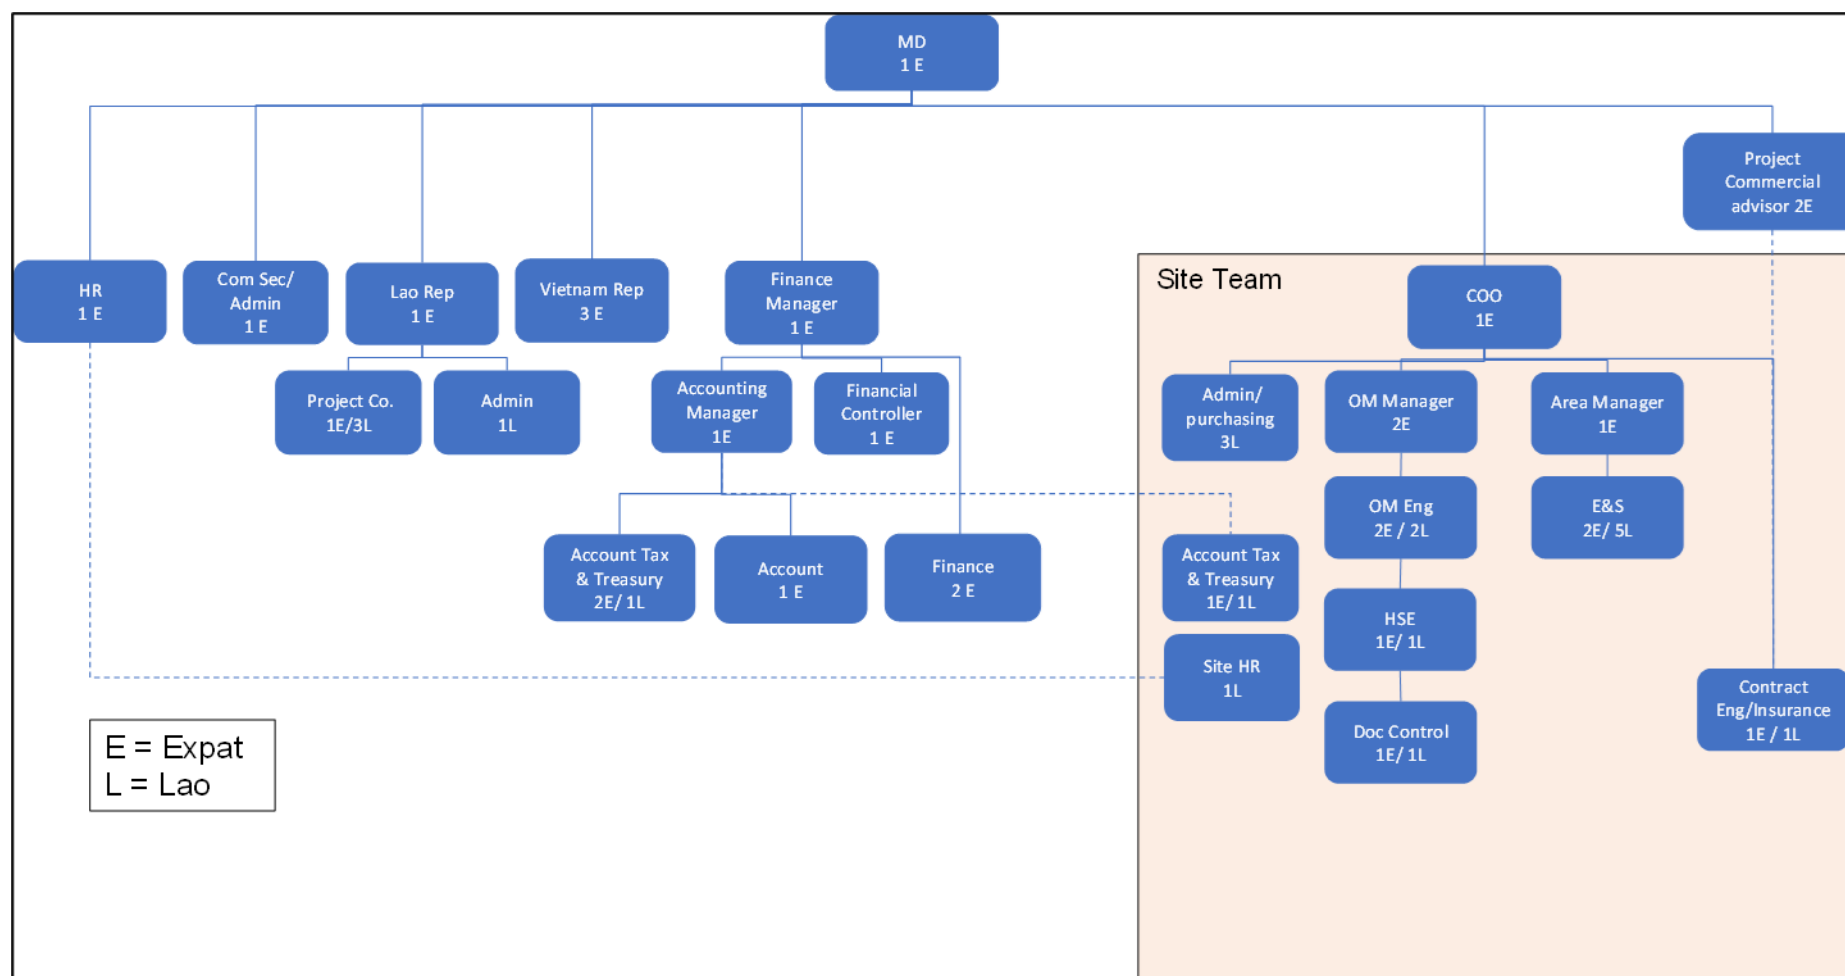 MD
1 E
Project
Commercial
advisor 2E
HR
1 E
Com Sec/
Admin
1 E
Lao Rep
1 E
Vietnam Rep
3 E
Finance
Manager
1 E
Site Team
COO
1E
Project Co.
1E/3L
Admin
1L
Accounting
Manager
1E
Financial
Controller
1 E
Admin/
purchasing
3L
OM Manager
2E
Area Manager
1E
OM Eng
2E / 2L
E&S
2E/ 5L
Account Tax
& Treasury
2E/ 1L
Account
1 E
Finance
2 E
Account Tax
& Treasury
1E/ 1L
HSE
1E/ 1L
Site HR
1L
Contract
Eng/Insurance
1E / 1L
Doc Control
1E/ 1L
E = Expat
L = Lao